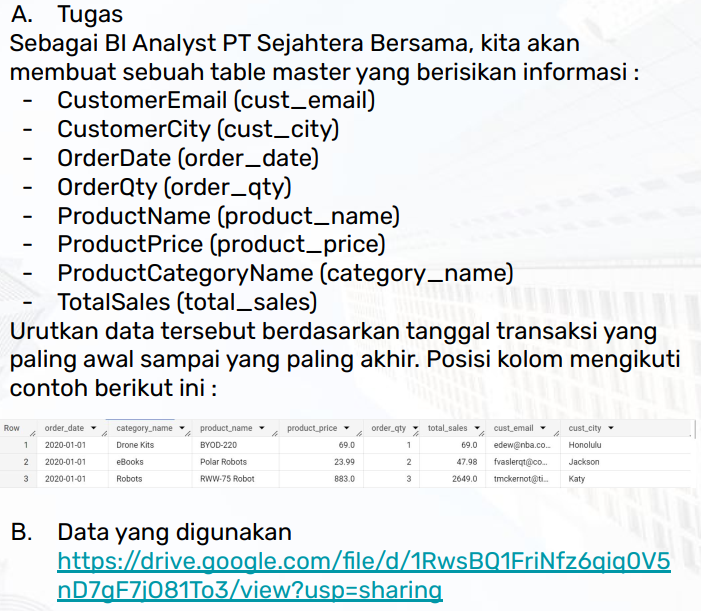 A. Tugas
Sebagai BI Analyst PT Sejahtera Bersama, kita akan
membuat sebuah table master yang berisikan informasi :
- CustomerEmail (cust_email)
- CustomerCity (cust_city)
- OrderDate (order_date)
- OrderQty (order_qty)
- ProductName (product_name)
- ProductPrice (product_price)
- ProductCategoryName (category_name)
- TotalSales (total_sales)
Urutkan data tersebut berdasarkan tanggal transaksi yang
paling awal sampai yang paling akhir. Posisi kolom mengikuti
contoh berikut ini :
Row order_date category_name product_name product_price order_qty total_sales cust_email cust_city
1 2020-01-01 Drone Kits BYOD-220 69.0 1 69.0 edew@nba.co... Honolulu
2 2020-01-01 eBooks Polar Robots 23.99 2 47.98 fvaslerqt@co... Jackson
3 2020-01-01 Robots RWW-75 Robot 883.0 3 2649.0 tmckernot@ti... Katy
B. Data yang digunakan
https://drive.google.com/file/d/1RwsBQ1FriNfz6qiq0V5
nD7gF7jO81To3/view?usp=sharing